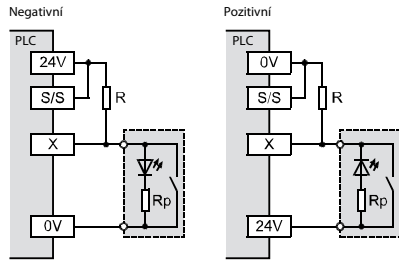 Negativní
PLC
24V
S/S
R
X
Rp
0V
Pozitivní
PLC
0V
S/S
R
X
Rp
24V